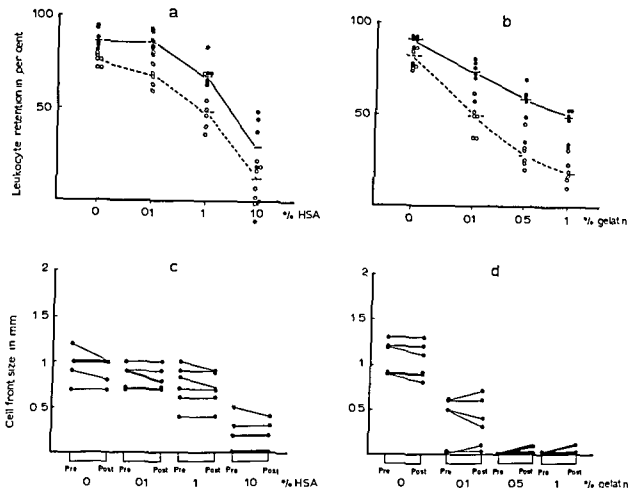 a
b
Leukocyte retention in per cent
100
50
0
0 01 1 10 % HSA
100
50
0
0 01 05 1 % gelatin
c
d
Cell front size in mm
2
1.5
1
0.5
Pre Post Pre Post Pre Post Pre Post
0 01 1 10 % HSA
2
1.5
1
0.5
Pre Post Pre Post Pre Post Pre Post
0 01 05 1 % gelatin